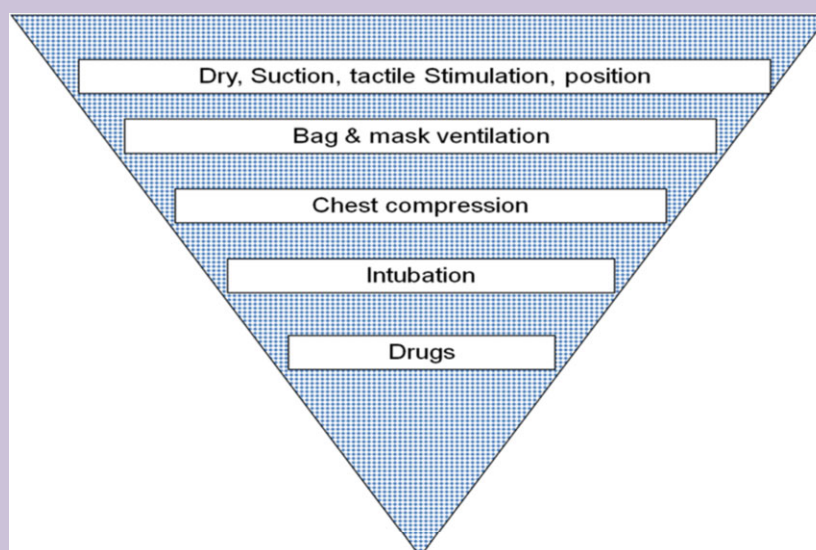 Dry, Suction, tactile Stimulation, position
Bag & mask ventilation
Chest compression
Intubation
Drugs